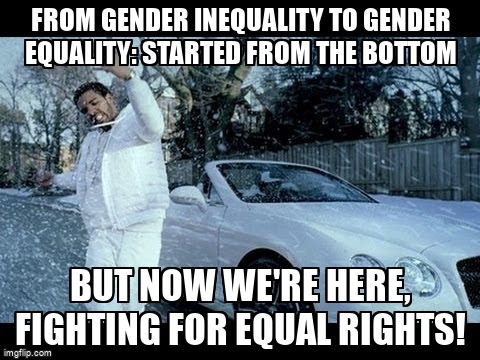 FROM GENDER INEQUALITY TO GENDER
EQUALITY: STARTED FROM THE BOTTOM
BUT NOW WE'RE HERE,
FIGHTING FOR EQUAL RIGHTS!
imgflip.com